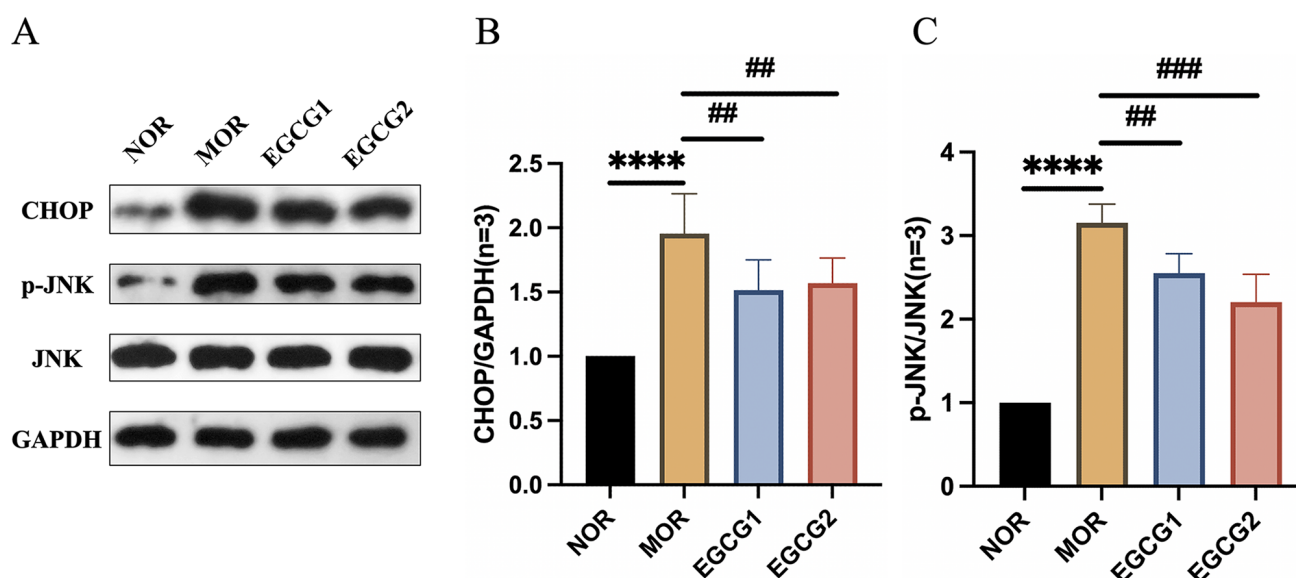 A
NOR MOR EGCG1 EGCG2
CHOP
p-JNK
JNK
GAPDH
B
##
##
****
CHOP/GAPDH(n=3)
2.5
2.0
1.5
1.0
0.5
0.0
NOR MOR EGCG1 EGCG2
C
###
##
****
p-JNK/JNK(n=3)
4
3
2
1
0
NOR MOR EGCG1 EGCG2